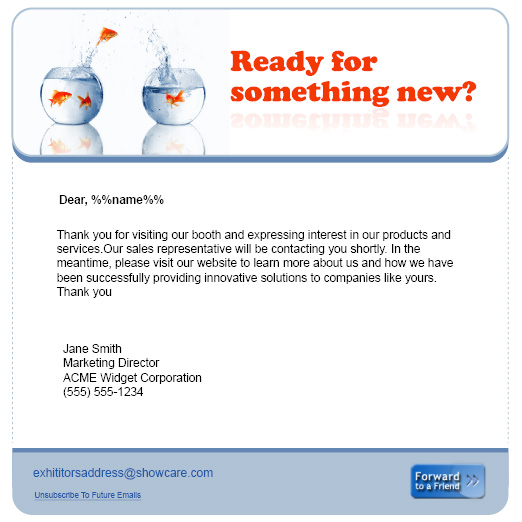 Ready for
something new?
Dear, %%name%%
Thank you for visiting our booth and expressing interest in our products and
services.Our sales representative will be contacting you shortly. In the
meantime, please visit our website to learn more about us and how we have
been successfully providing innovative solutions to companies like yours.
Thank you
Jane Smith
Marketing Director
ACME Widget Corporation
(555) 555-1234
exhititorsaddress@showcare.com
Forward
to a Friend
Unsubscribe To Future Emails